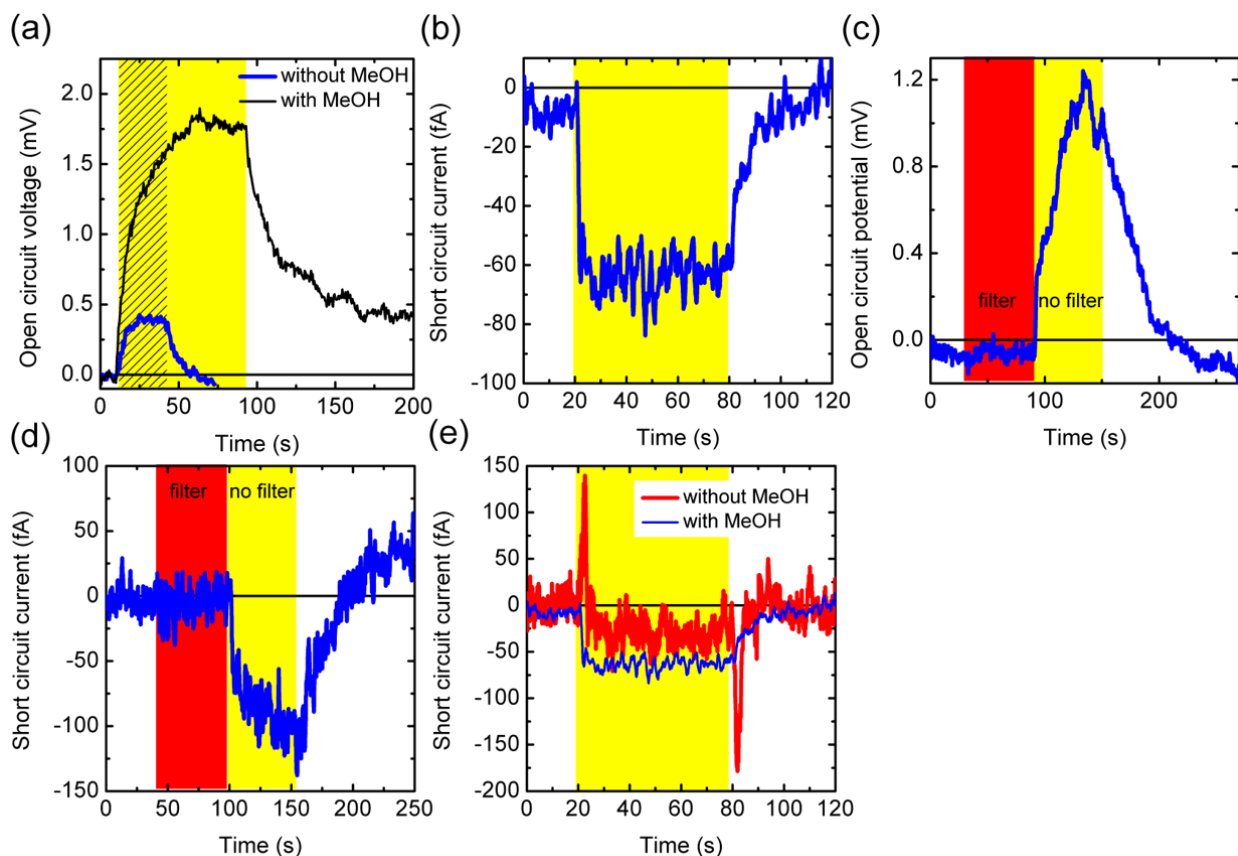 (a)
Open circuit voltage (mV)
2.0
1.5
1.0
0.5
0.0
without MeOH
with MeOH
0 50 100 150 200
Time (s)
(b)
Short circuit current (fA)
0
-20
-40
-60
-80
-100
0 20 40 60 80 100 120
Time (s)
(c)
Open circuit potential (mV)
1.2
0.8
0.4
0.0
filter no filter
0 100 200
Time (s)
(d)
Short circuit current (fA)
100
50
0
-50
-100
-150
filter no filter
0 50 100 150 200 250
Time (s)
(e)
Short circuit current (fA)
150
100
50
0
-50
-100
-150
-200
without MeOH
with MeOH
0 20 40 60 80 100 120
Time (s)